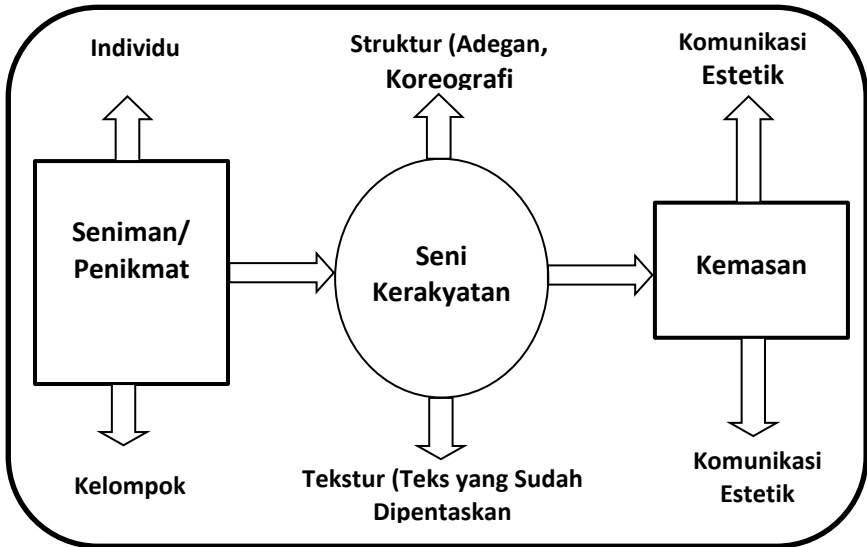 Individu
Struktur (Adegan,
Koreografi
Komunikasi
Estetik
Seniman/
Penikmat
Seni
Kerakyatan
Kemasan
Kelompok
Tekstur (Teks yang Sudah
Dipentaskan
Komunikasi
Estetik